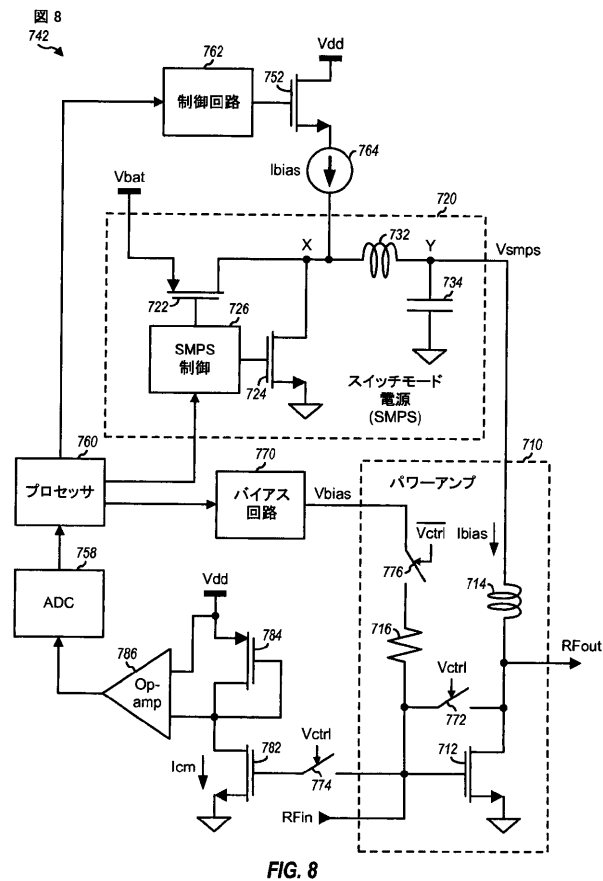 図 8
742
762
制御回路
752
Vdd
Ibias
764
Vbat
720
X
732
Y
Vsmps
722
726
SMPS
制御
724
734
スイッチモード
電源
(SMPS)
760
プロセッサ
770
バイアス
回路
Vbias
710
パワーアンプ
Vctrl
776
Ibias
714
758
ADC
Vdd
784
716
RFout
786
Op-
amp
Vctrl
772
782
Vctrl
774
712
Icm
RFin
FIG. 8